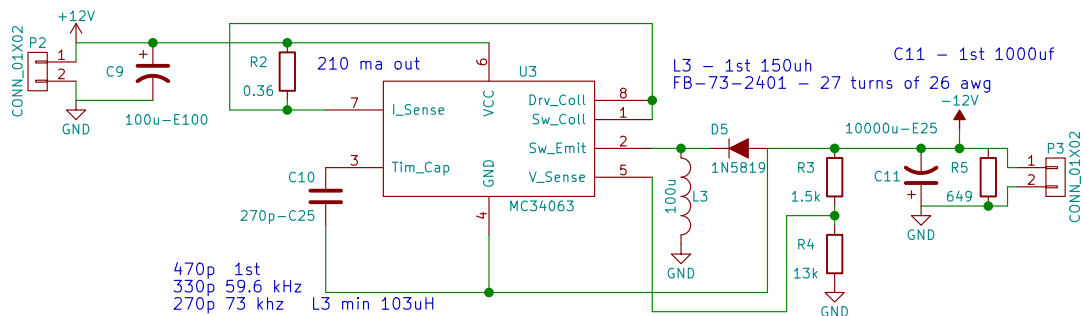 +12V
P2
CONN_01X02
1
2
C9
+
100u-E100
GND
R2
0.36
210 ma out
U3
6
VCC
7
I_Sense
Drv_Coll
8
Sw_Coll
1
Sw_Emit
2
V_Sense
5
3
Tim_Cap
GND
4
MC34063
C10
270p-C25
470p 1st
330p 59.6 kHz
270p 73 khz L3 min 103uH
L3 - 1st 150uh
FB-73-2401 - 27 turns of 26 awg
C11 - 1st 1000uf
-12V
D5
1N5819
100u
L3
GND
10000u-E25
R3
1.5k
R4
13k
GND
C11
+
GND
R5
649
P3
1
2
CONN_01X02